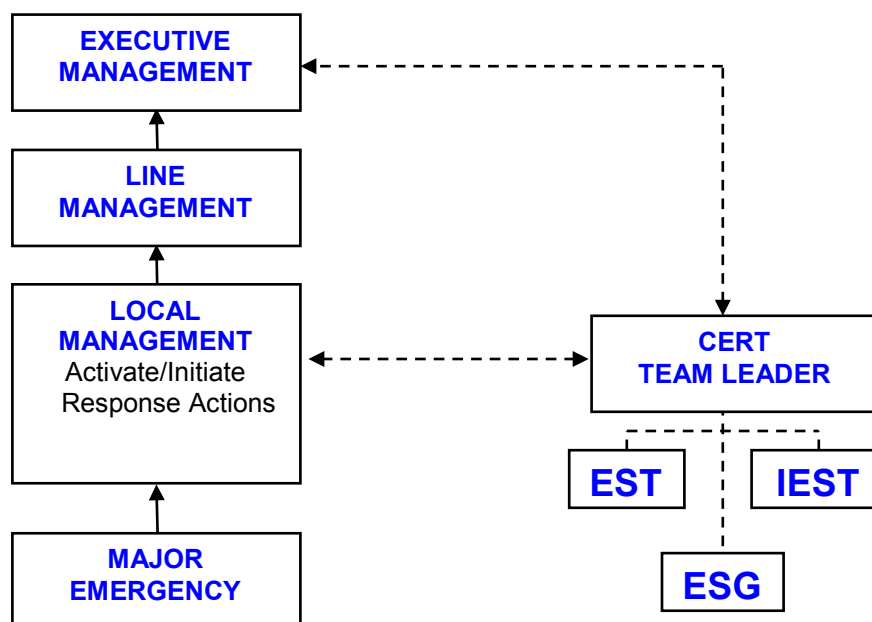 EXECUTIVE
MANAGEMENT
LINE
MANAGEMENT
LOCAL
MANAGEMENT
Activate/Initiate
Response Actions
MAJOR
EMERGENCY
CERT
TEAM LEADER
EST
IEST
ESG